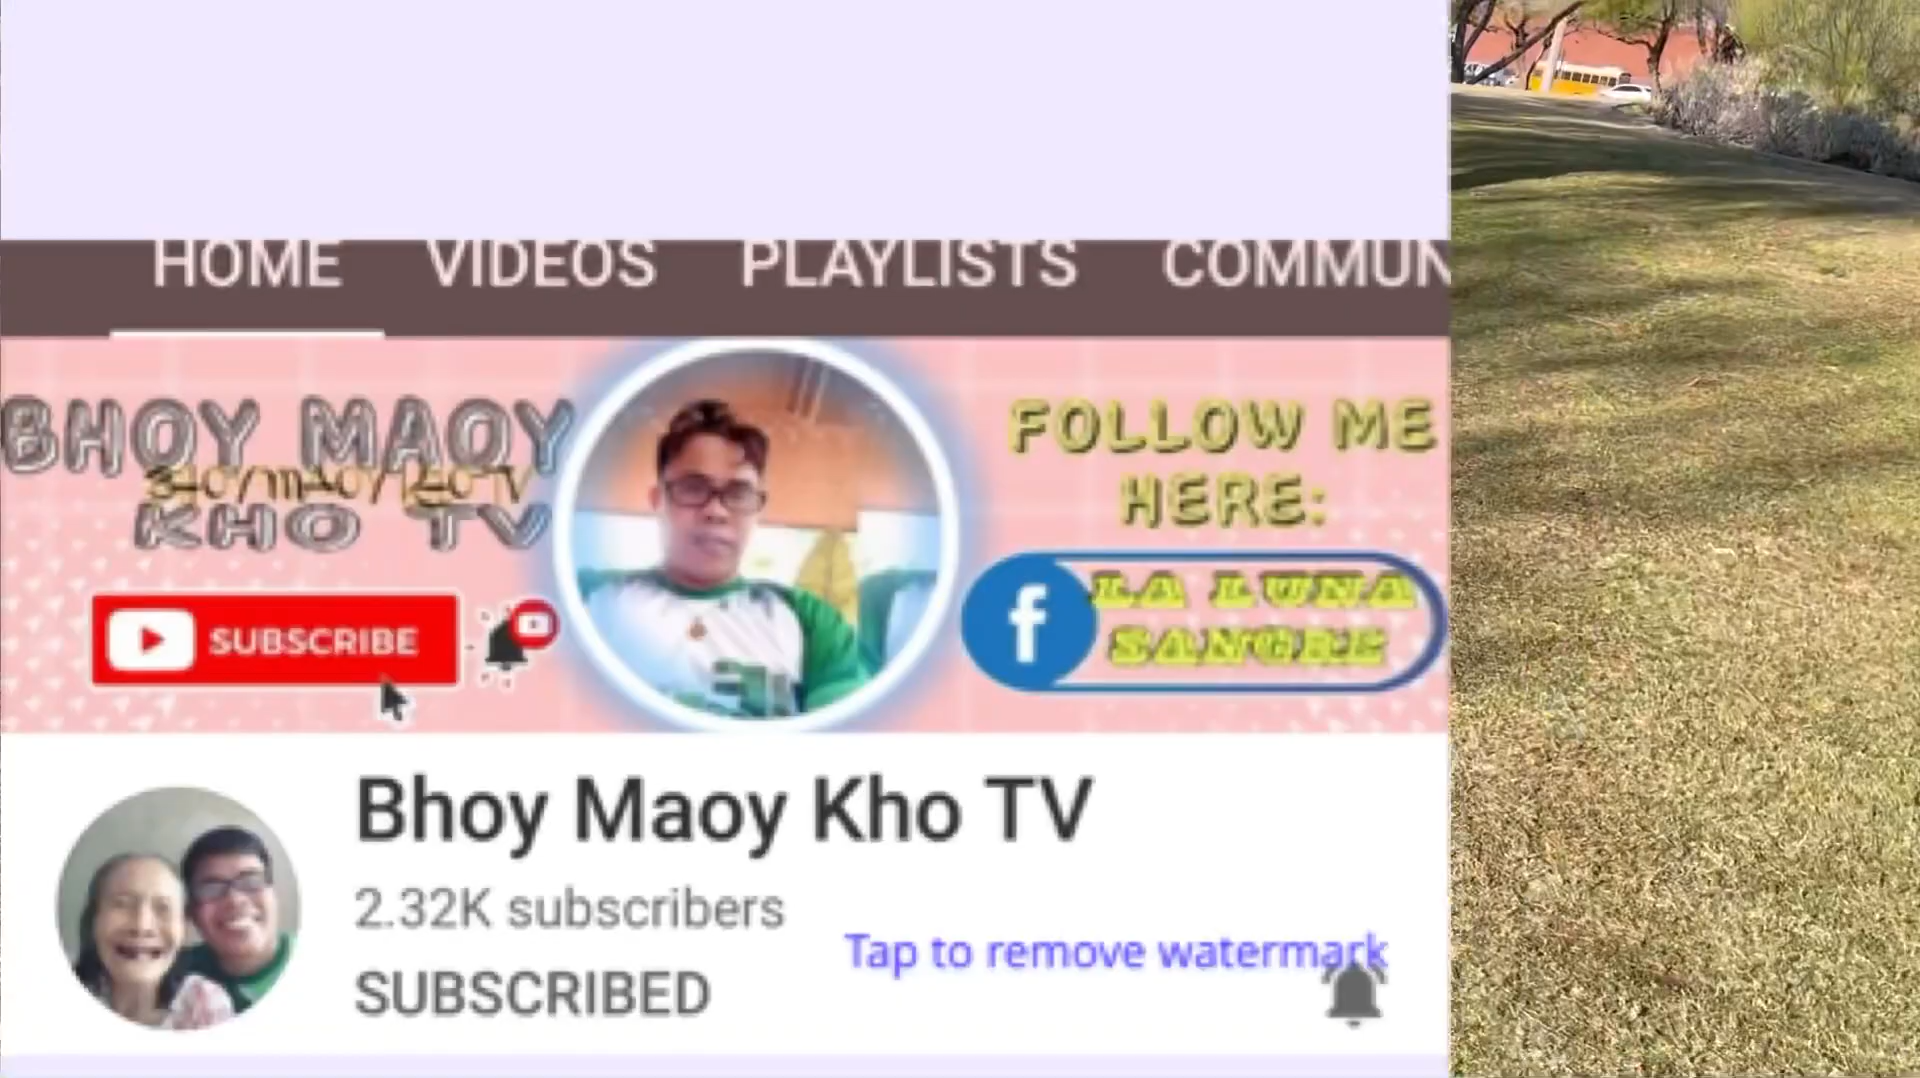 HOME VIDEOS PLAYLISTS COMMUN
BHOY MAOY
KHO TV
SUBSCRIBE
FOLLOW ME
HERE:
f
LA LUNA
SANGRE
Bhoy Maoy Kho TV
2.32K subscribers
Tap to remove watermark
SUBSCRIBED